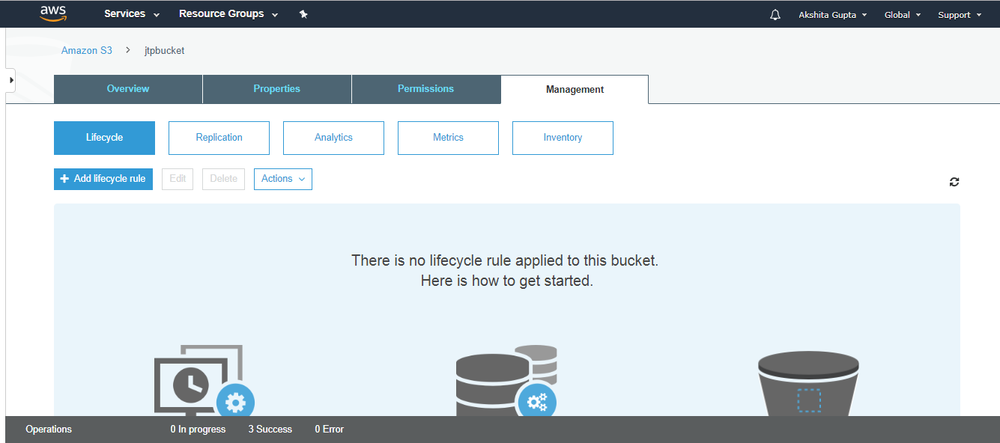 aws Services Resource Groups Akshita Gupta Global Support
Amazon S3 > jtpbucket
Overview Properties Permissions Management
Lifecycle Replication Analytics Metrics Inventory
+ Add lifecycle rule Edit Delete Actions
There is no lifecycle rule applied to this bucket.
Here is how to get started.
Operations 0 In progress 3 Success 0 Error